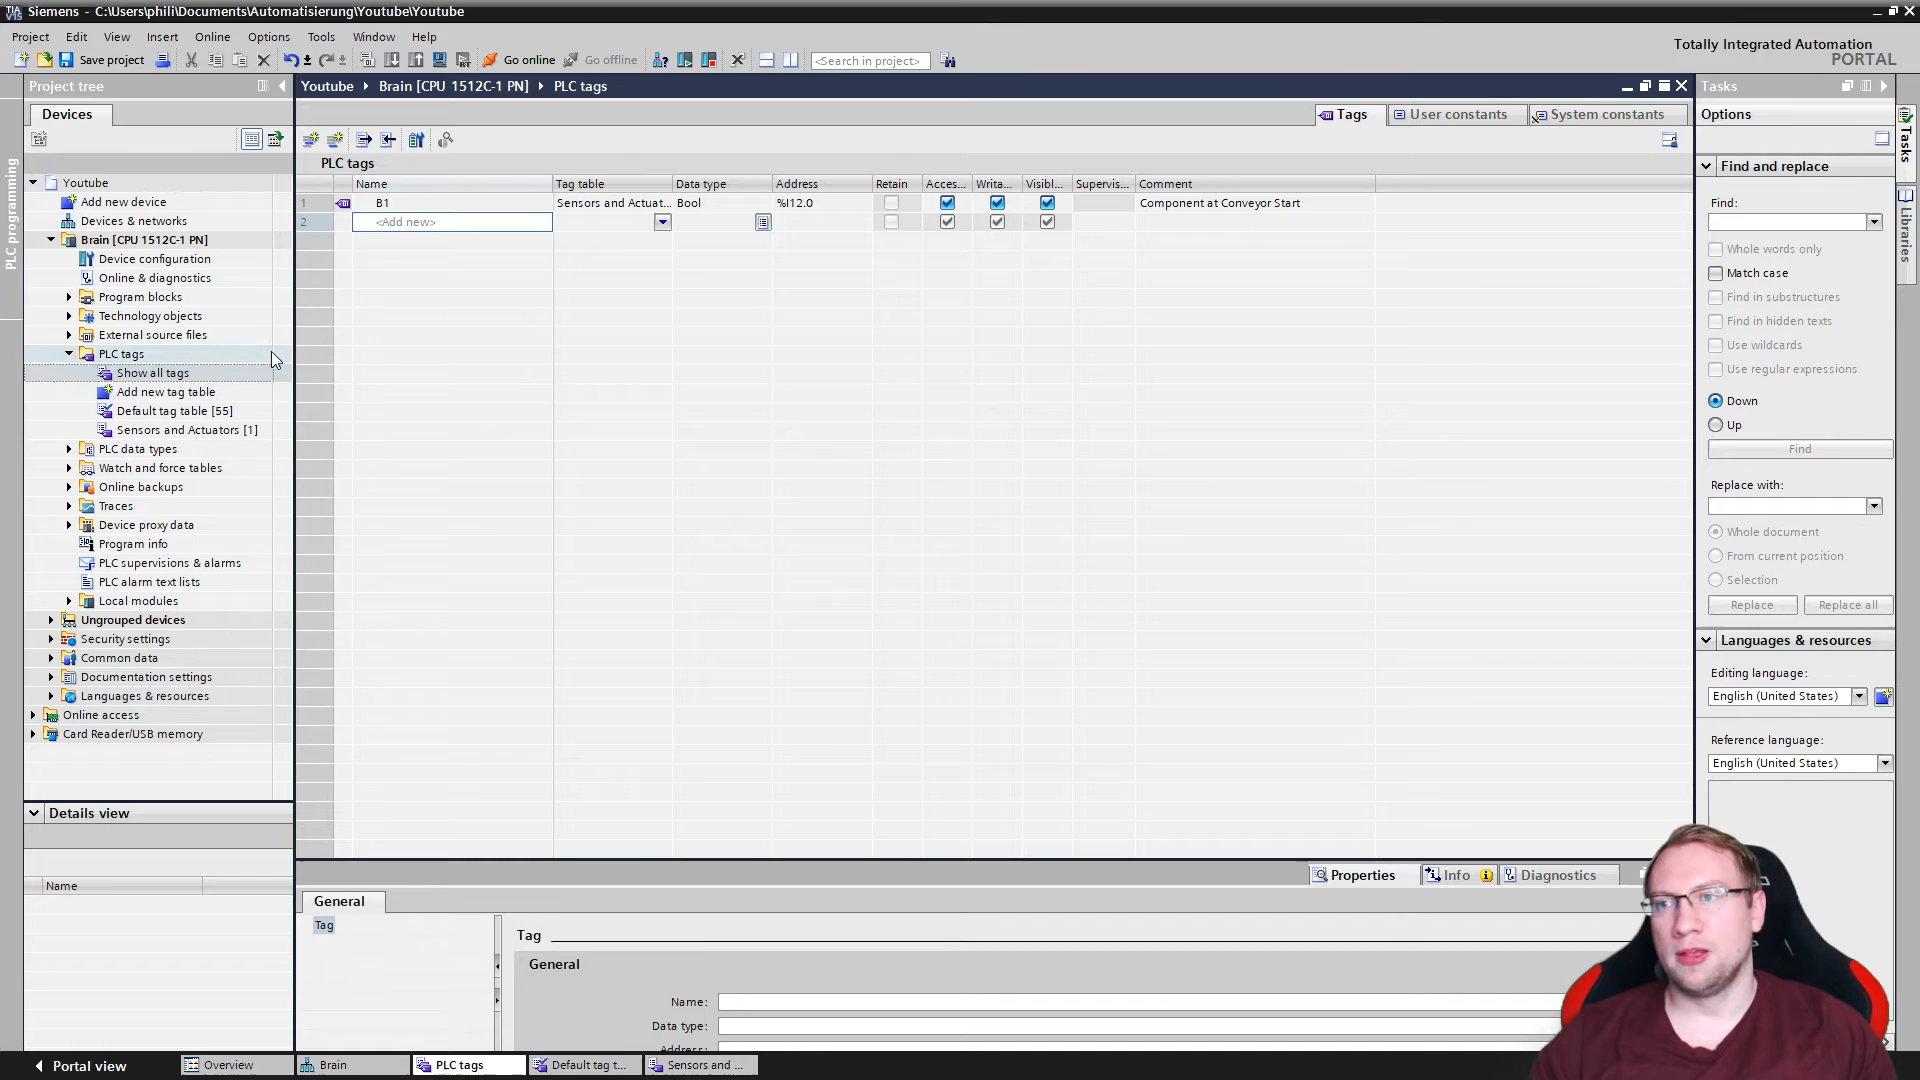 Siemens - C:\Users\phili\Documents\Automatisierung\Youtube\Youtube
Project Edit View Insert Online Options Tools Window Help
Totally Integrated Automation
PORTAL
Save project
Go online
Go offline
<Search in project>
Project tree
Youtube Brain [CPU 1512C-1 PN] PLC tags
Tasks
Devices
Tags
User constants
System constants
Options
PLC programming
PLC tags
Name Tag table Data type Address Retain Acces... Writa... Visibl... Supervis... Comment
1 B1 Sensors and Actuat... Bool %I12.0 Component at Conveyor Start
2 <Add new>
Youtube
Add new device
Devices & networks
Brain [CPU 1512C-1 PN]
Device configuration
Online & diagnostics
Program blocks
Technology objects
External source files
PLC tags
Show all tags
Add new tag table
Default tag table [55]
Sensors and Actuators [1]
PLC data types
Watch and force tables
Online backups
Traces
Device proxy data
Program info
PLC supervisions & alarms
PLC alarm text lists
Local modules
Ungrouped devices
Security settings
Common data
Documentation settings
Languages & resources
Online access
Card Reader/USB memory
Details view
Name
Find and replace
Find:
Whole words only
Match case
Find in substructures
Find in hidden texts
Use wildcards
Use regular expressions
Down
Up
Find
Replace with:
Whole document
From current position
Selection
Replace
Replace all
Languages & resources
Editing language:
English (United States)
Reference language:
English (United States)
Tasks
Libraries
Properties
Info
Diagnostics
General
Tag
Tag
General
Name:
Data type:
Address:
Portal view
Overview
Brain
PLC tags
Default tag t...
Sensors and ...